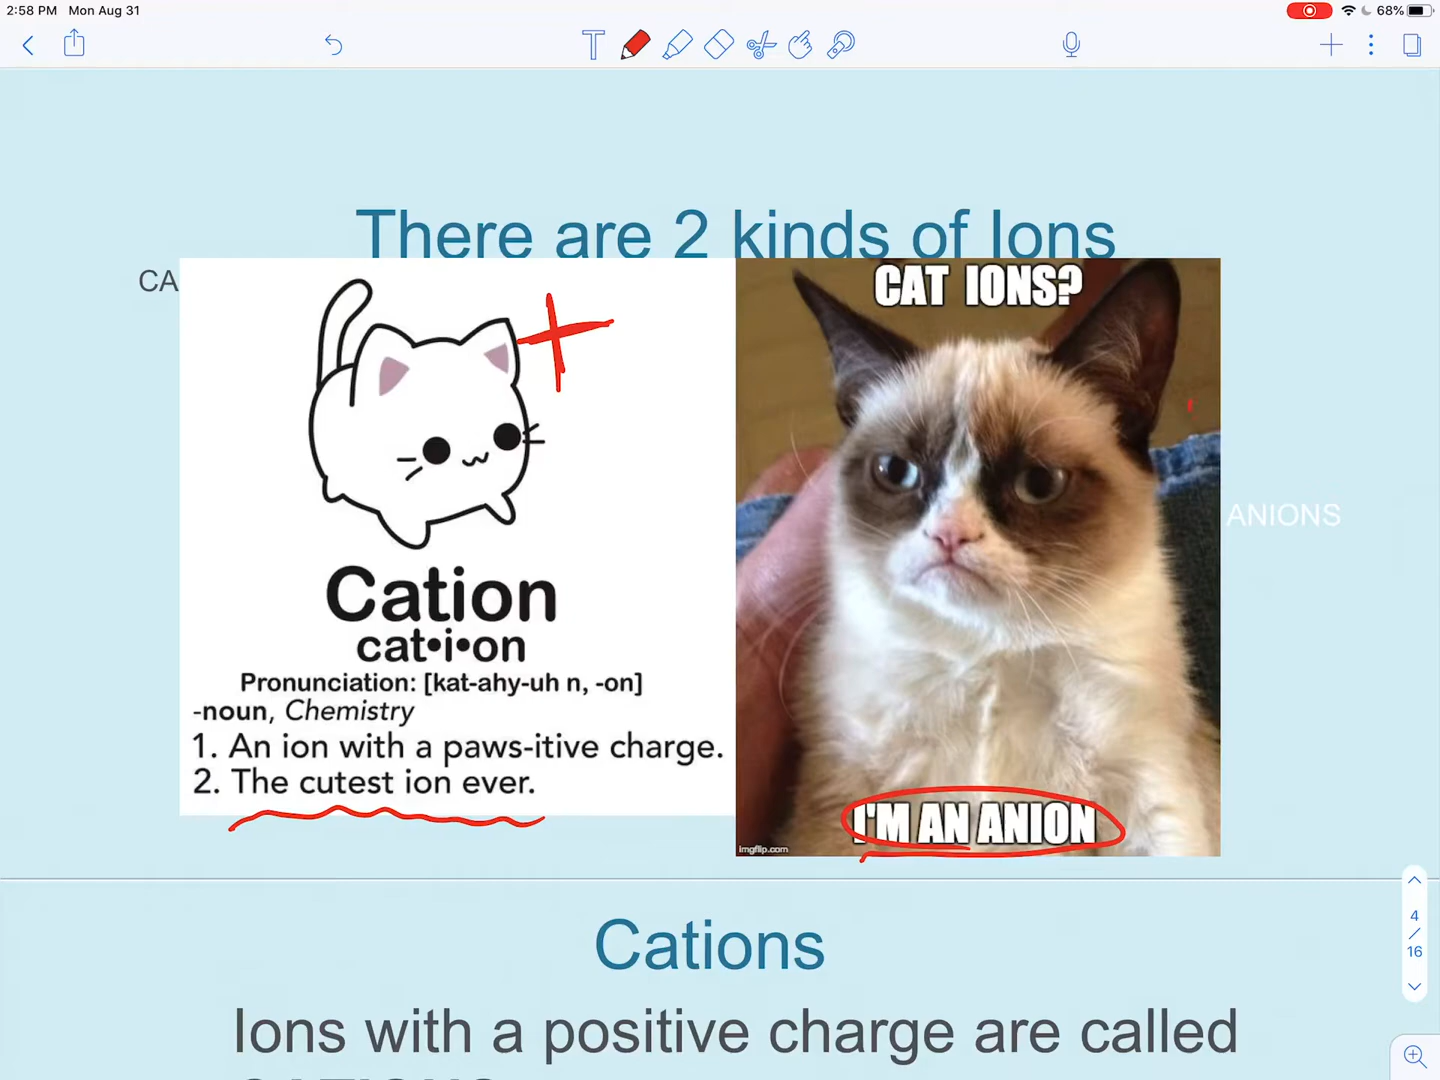 2:58 PM Mon Aug 31
68%
There are 2 kinds of Ions
CA
CAT IONS?
ANIONS
Cation
cat•i•on
Pronunciation: [kat-ahy-uh n, -on]
-noun, Chemistry
1. An ion with a paws-itive charge.
2. The cutest ion ever.
I'M AN ANION
imgflip.com
4
/
16
Cations
Ions with a positive charge are called